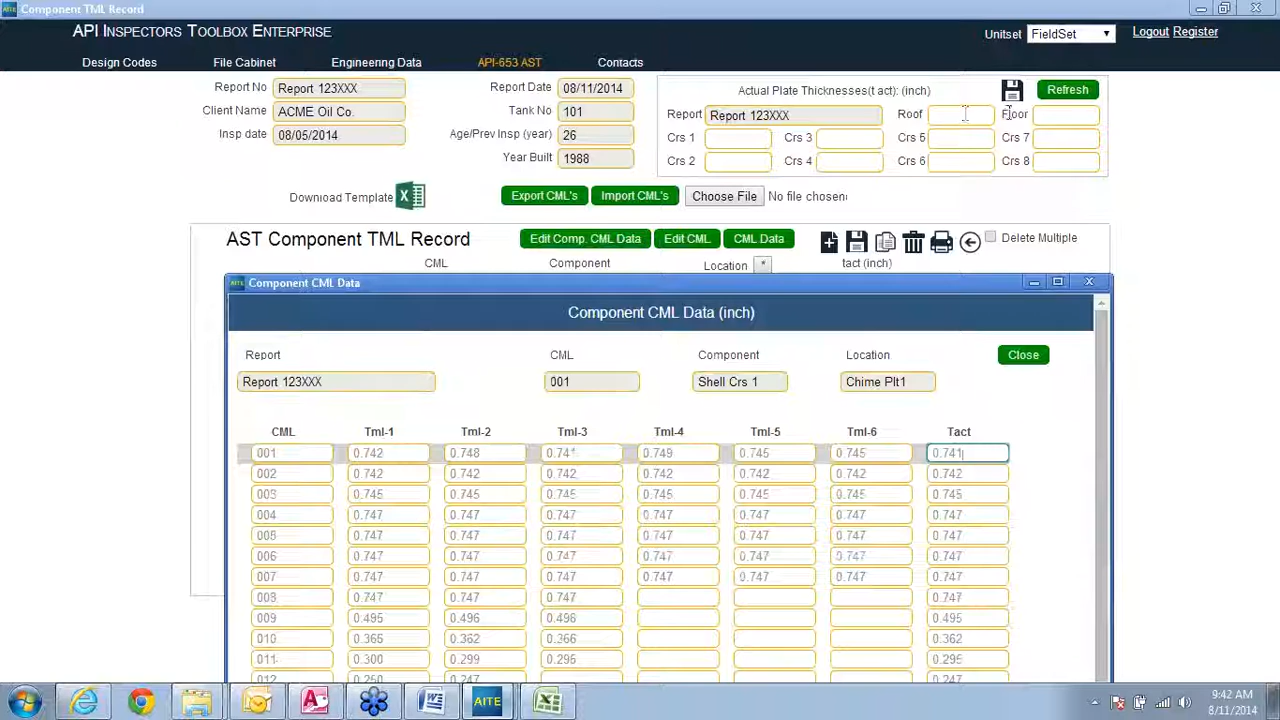 Component TML Record
API INSPECTORS TOOLBOX ENTERPRISE
Unitset FieldSet Logout Register
Design Codes File Cabinet Engineering Data API-653 AST Contacts
Report No Report 123XXX Report Date 08/11/2014 Actual Plate Thicknesses(t act): (inch) Refresh
Client Name ACME Oil Co. Tank No 101 Report Report 123XXX Roof Floor
Insp date 08/05/2014 Age/Prev Insp (year) 26 Crs 1 Crs 3 Crs 5 Crs 7
Year Built 1988 Crs 2 Crs 4 Crs 6 Crs 8
Download Template Export CML's Import CML's Choose File No file chosen
AST Component TML Record Edit Comp. CML Data Edit CML CML Data Delete Multiple
CML Component Location * tact (inch)
Component CML Data
Component CML Data (inch)
Report CML Component Location Close
Report 123XXX 001 Shell Crs 1 Chime Plt1
CML Tml-1 Tml-2 Tml-3 Tml-4 Tml-5 Tml-6 Tact
001 0.742 0.748 0.741 0.749 0.745 0.745 0.741
002 0.742 0.742 0.742 0.742 0.742 0.742 0.742
003 0.745 0.745 0.745 0.745 0.745 0.745 0.745
004 0.747 0.747 0.747 0.747 0.747 0.747 0.747
005 0.747 0.747 0.747 0.747 0.747 0.747 0.747
006 0.747 0.747 0.747 0.747 0.747 0.747 0.747
007 0.747 0.747 0.747 0.747 0.747 0.747 0.747
008 0.747 0.747 0.747 0.747
009 0.495 0.496 0.496 0.495
010 0.365 0.362 0.366 0.362
011 0.300 0.299 0.295 0.295
012 0.250 0.247 0.247
AITE
9:42 AM
8/11/2014